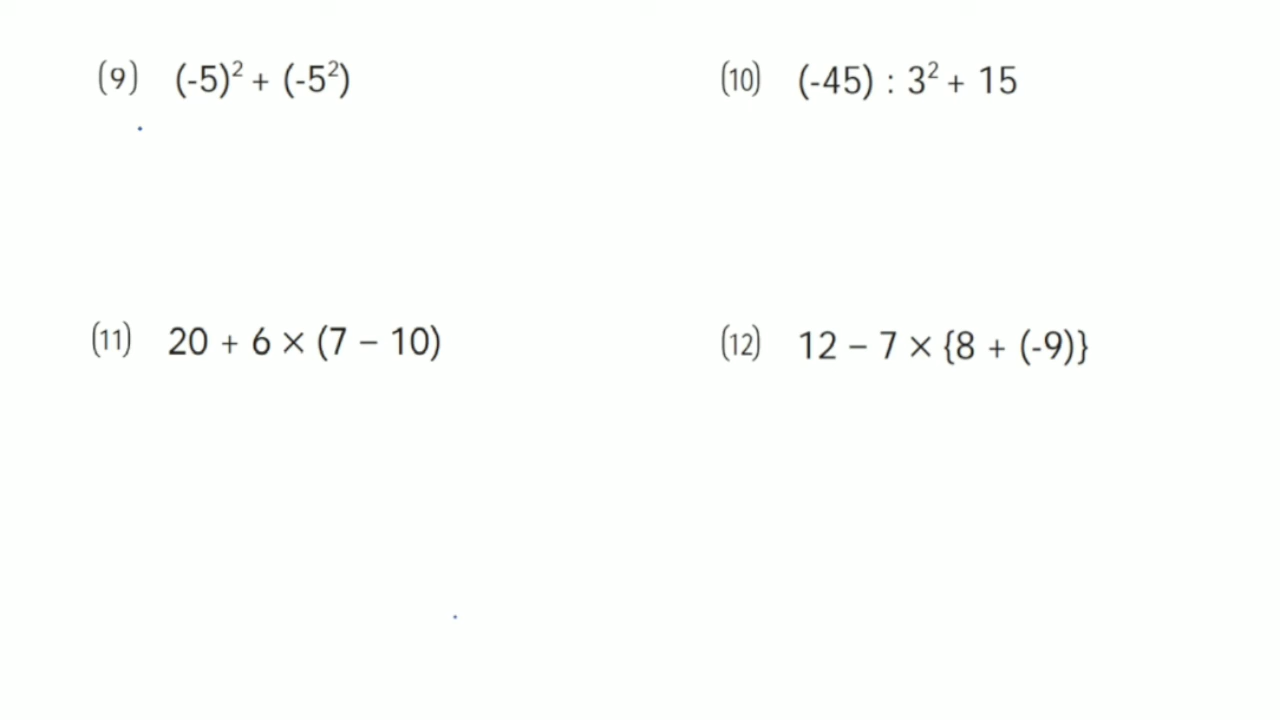 (9) (-5)² + (-5²)
(10) (-45) : 3² + 15
(11) 20 + 6 × (7 – 10)
(12) 12 – 7 × {8 + (-9)}